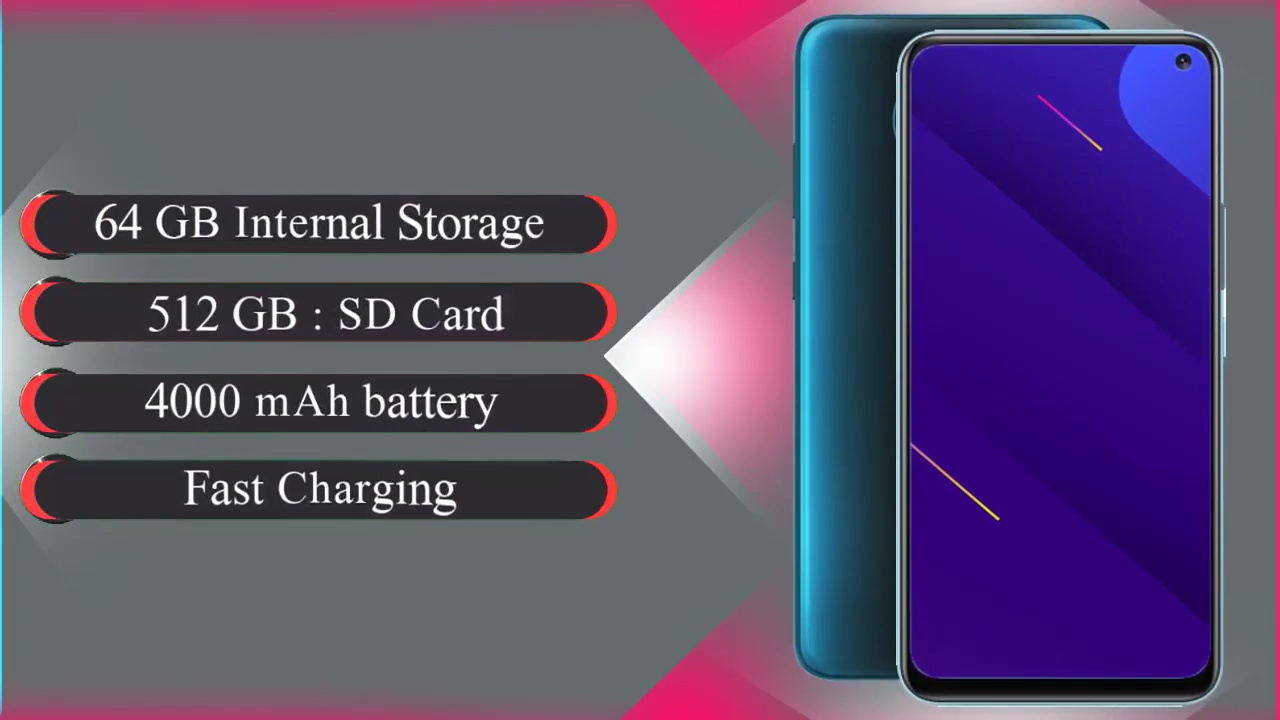 64 GB Internal Storage
512 GB : SD Card
4000 mAh battery
Fast Charging